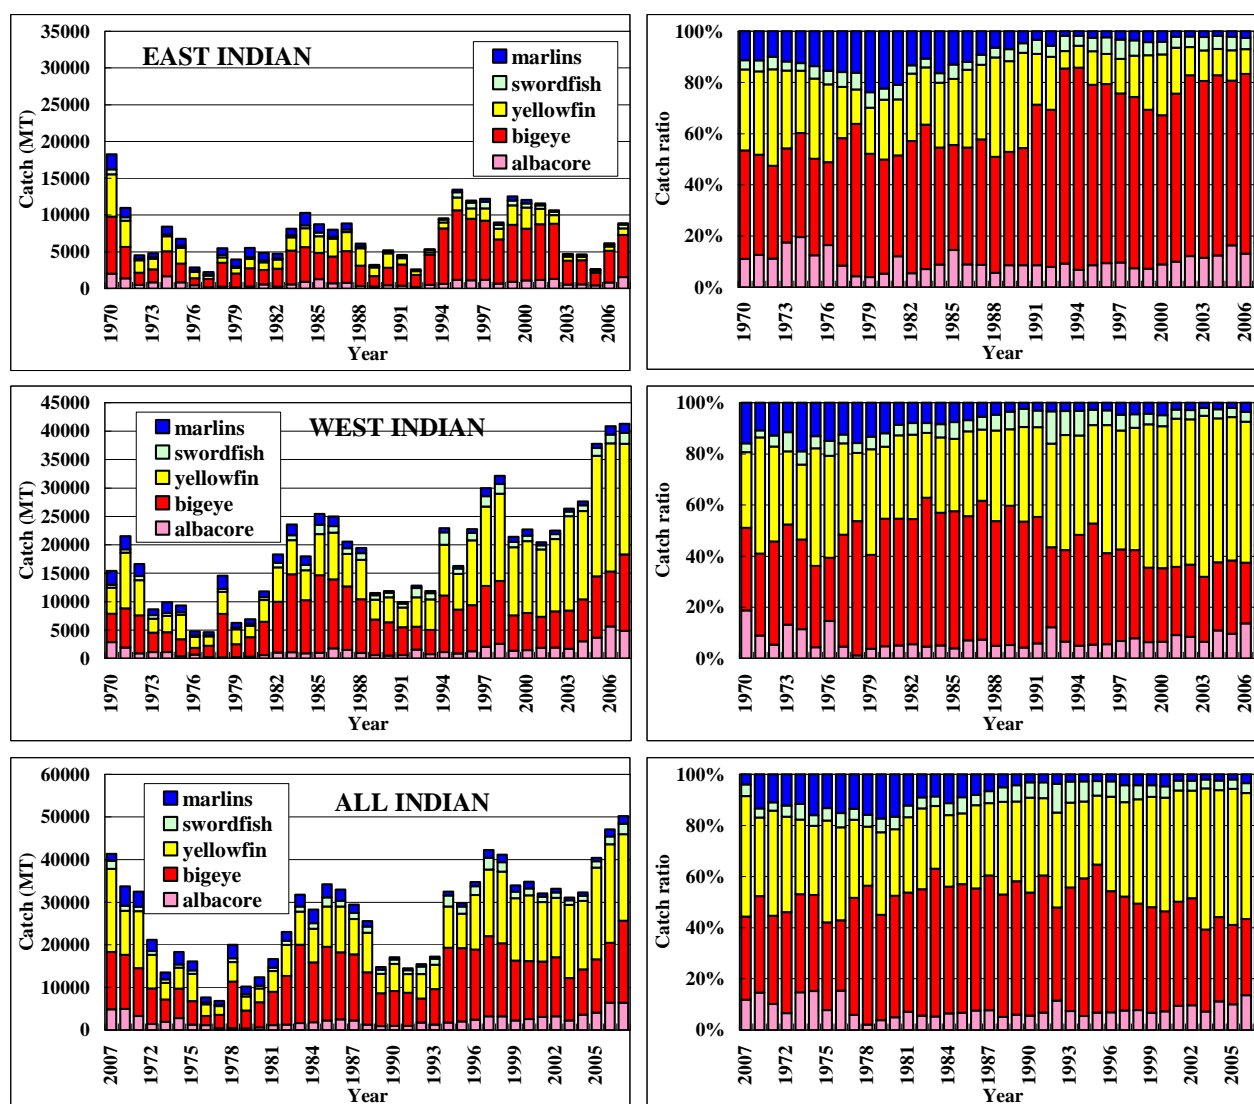 35000
30000
25000
20000
15000
10000
5000
0
Catch (MT)
EAST INDIAN
marlins
swordfish
yellowfin
bigeye
albacore
1970 1973 1976 1979 1982 1985 1988 1991 1994 1997 2000 2003 2006
Year
100%
80%
60%
40%
20%
0%
Catch ratio
1970 1973 1976 1979 1982 1985 1988 1991 1994 1997 2000 2003 2006
Year
45000
40000
35000
30000
25000
20000
15000
10000
5000
0
Catch (MT)
WEST INDIAN
marlins
swordfish
yellowfin
bigeye
albacore
1970 1973 1976 1979 1982 1985 1988 1991 1994 1997 2000 2003 2006
Year
100%
80%
60%
40%
20%
0%
Catch ratio
1970 1973 1976 1979 1982 1985 1988 1991 1994 1997 2000 2003 2006
Year
60000
50000
40000
30000
20000
10000
0
Catch (MT)
ALL INDIAN
marlins
swordfish
yellowfin
bigeye
albacore
2007 1972 1975 1978 1981 1984 1987 1990 1993 1996 1999 2002 2005
Year
100%
80%
60%
40%
20%
0%
Catch ratio
2007 1972 1975 1978 1981 1984 1987 1990 1993 1996 1999 2002 2005
Year